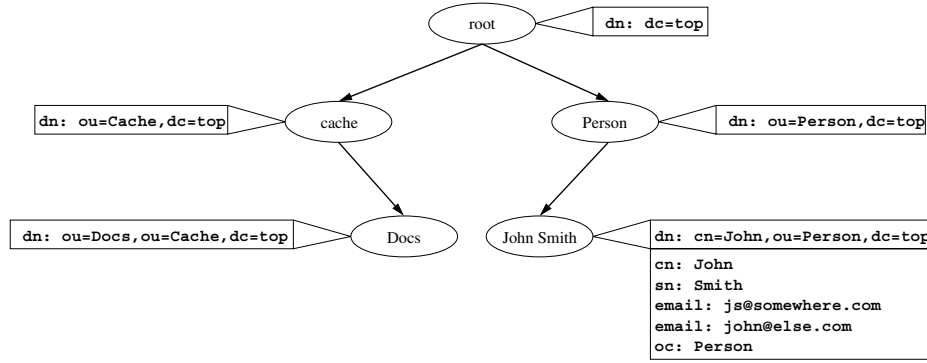 root
dn: dc=top
dn: ou=Cache,dc=top
cache
Person
dn: ou=Person,dc=top
dn: ou=Docs,ou=Cache,dc=top
Docs
John Smith
dn: cn=John,ou=Person,dc=top
cn: John
sn: Smith
email: js@somewhere.com
email: john@else.com
oc: Person